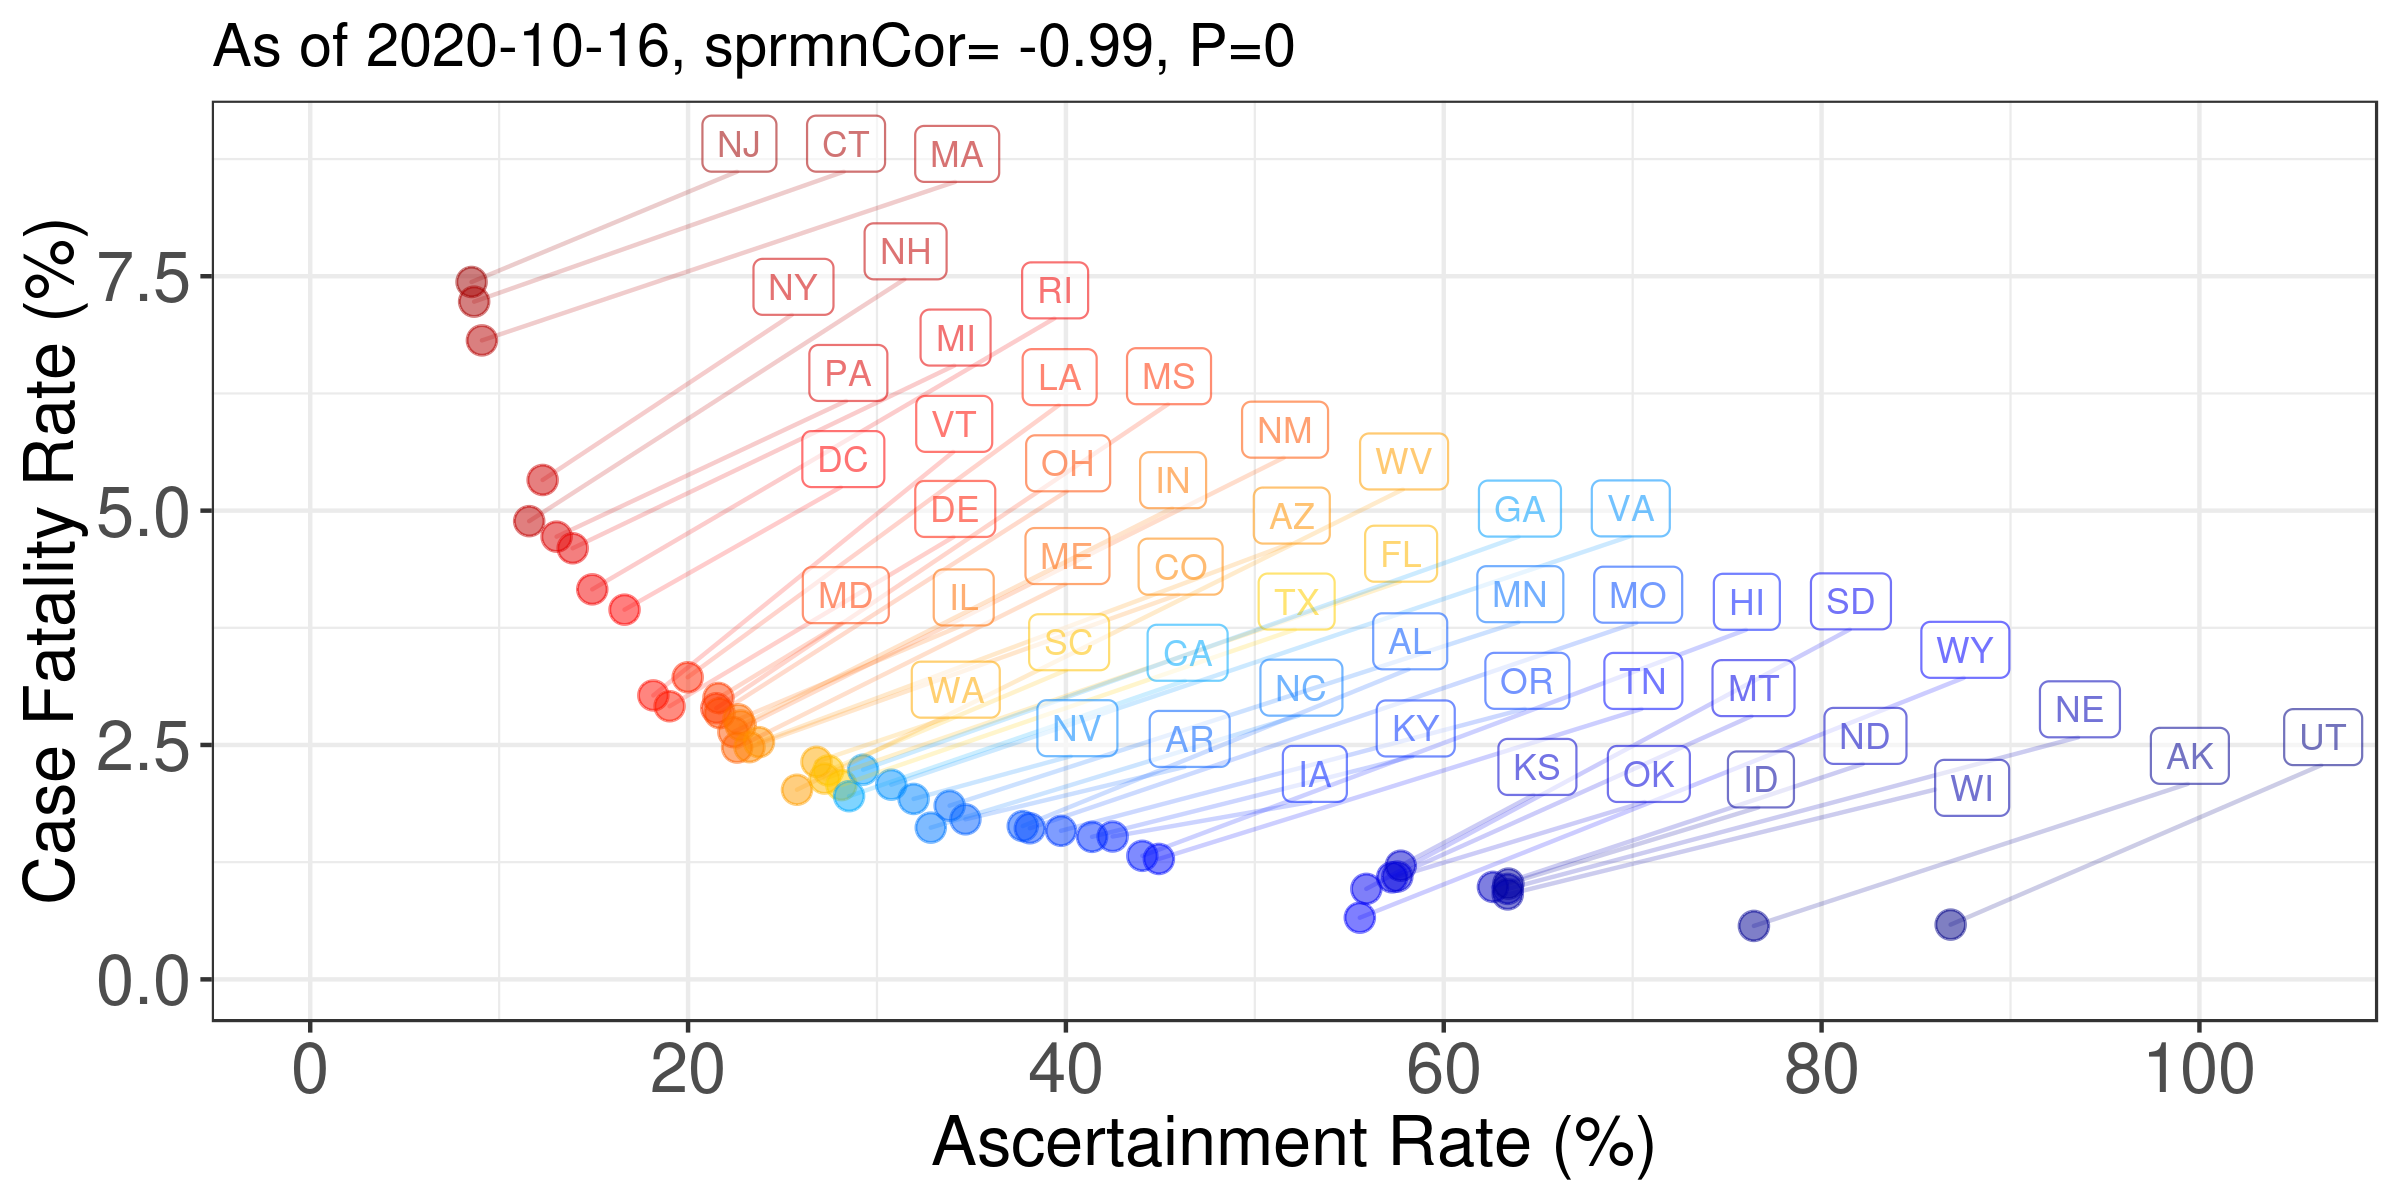 As of 2020-10-16, sprmnCor= -0.99, P=0
Case Fatality Rate (%)
7.5
5.0
2.5
0.0
NJ
CT
MA
NH
NY
RI
MI
PA
LA
MS
VT
NM
DC
OH
WV
IN
DE
AZ
GA
VA
ME
FL
CO
MD
IL
TX
MN
MO
HI
SD
SC
AL
CA
WY
WA
NC
OR
TN
MT
NV
AR
KY
NE
ND
UT
IA
KS
OK
ID
AK
WI
0
20
40
60
80
100
Ascertainment Rate (%)